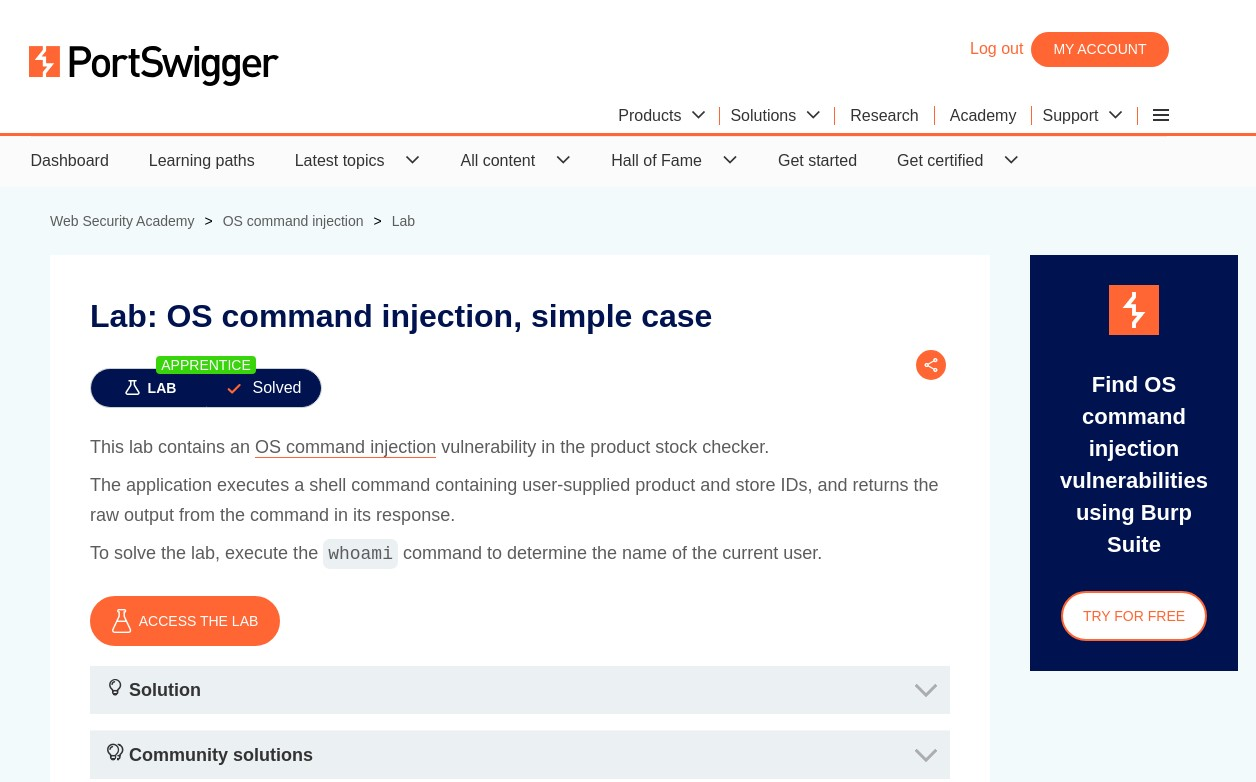 PortSwigger
Log out MY ACCOUNT
Products Solutions Research Academy Support
Dashboard Learning paths Latest topics All content Hall of Fame Get started Get certified
Web Security Academy > OS command injection > Lab
Lab: OS command injection, simple case
APPRENTICE
LAB Solved
This lab contains an OS command injection vulnerability in the product stock checker.
The application executes a shell command containing user-supplied product and store IDs, and returns the
raw output from the command in its response.
To solve the lab, execute the whoami command to determine the name of the current user.
ACCESS THE LAB
Solution
Community solutions
Find OS
command
injection
vulnerabilities
using Burp
Suite
TRY FOR FREE